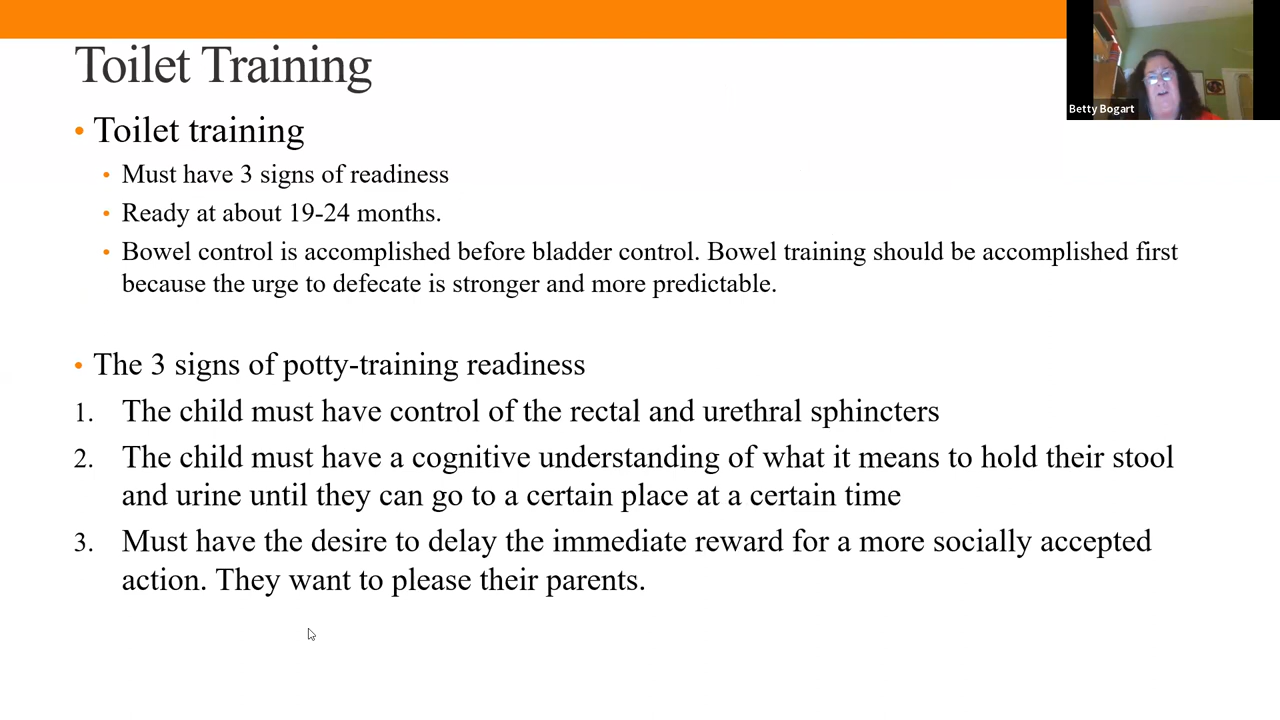 Toilet Training
• Toilet training
• Must have 3 signs of readiness
• Ready at about 19-24 months.
• Bowel control is accomplished before bladder control. Bowel training should be accomplished first
because the urge to defecate is stronger and more predictable.
• The 3 signs of potty-training readiness
1. The child must have control of the rectal and urethral sphincters
2. The child must have a cognitive understanding of what it means to hold their stool
and urine until they can go to a certain place at a certain time
3. Must have the desire to delay the immediate reward for a more socially accepted
action. They want to please their parents.
Betty Bogart